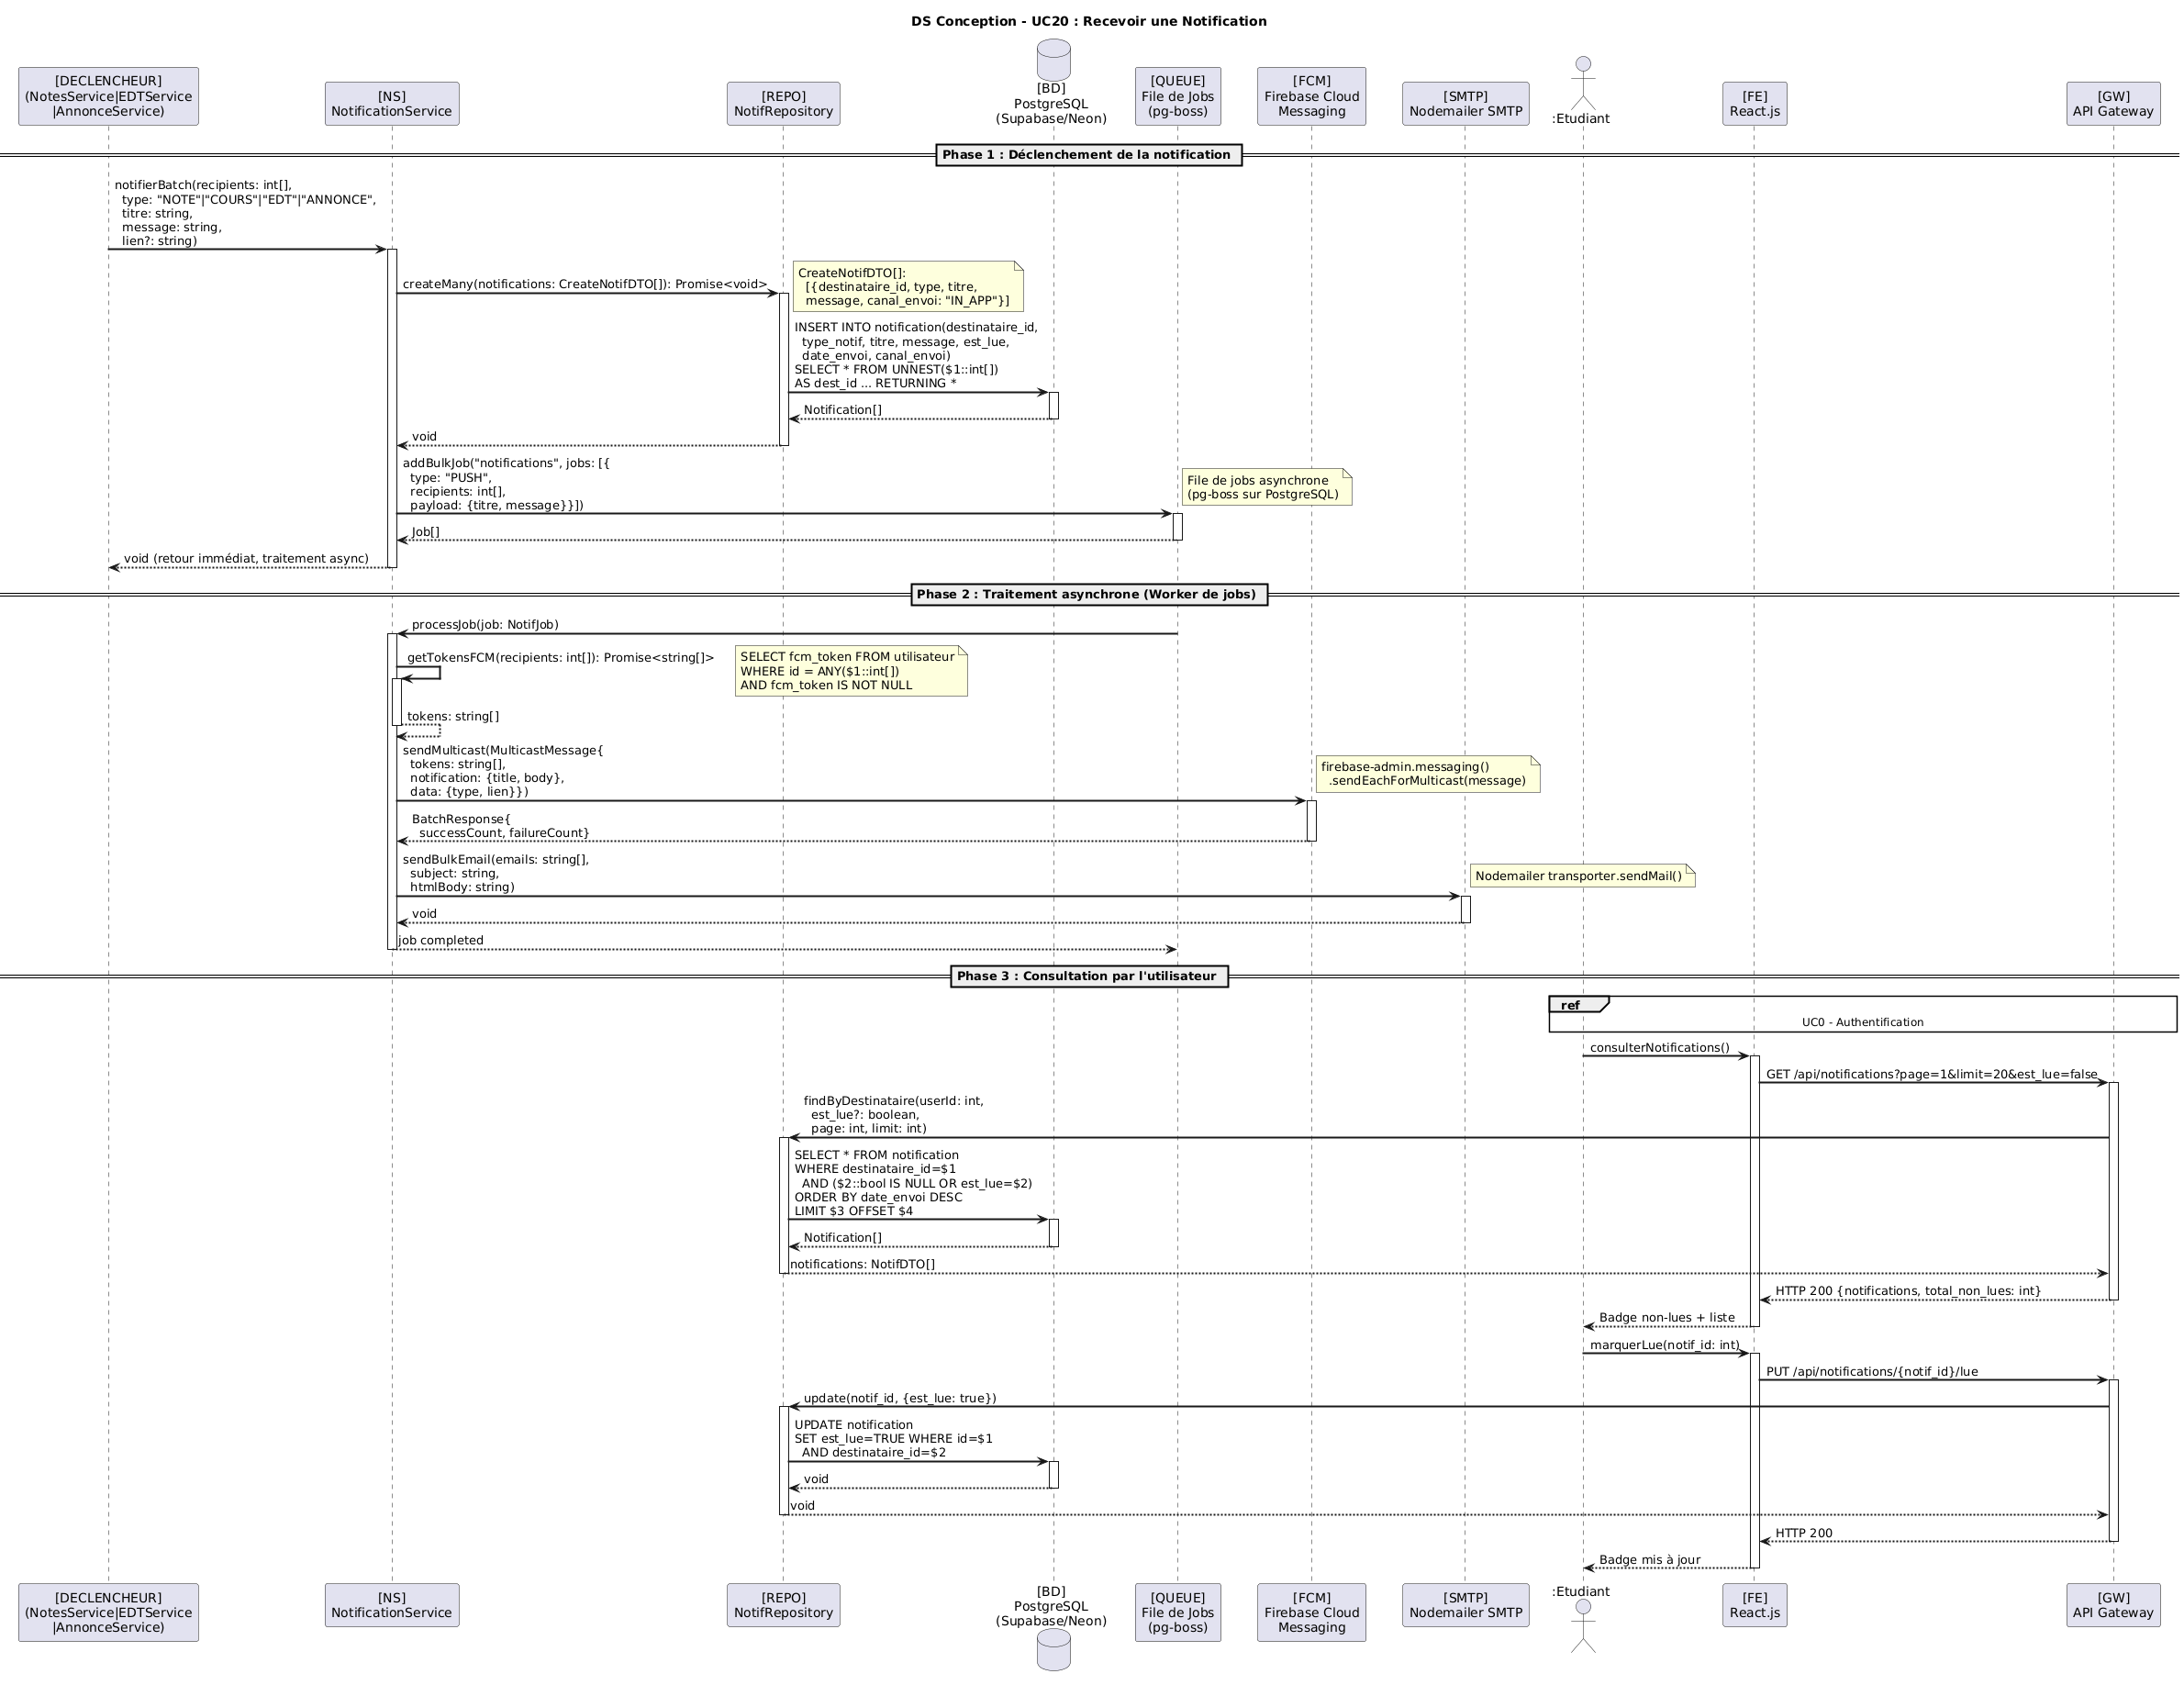 DS Conception - UC20 : Recevoir une Notification
[DECLENCHEUR]
(NotesService|EDTService
|AnnonceService)
[NS]
NotificationService
[REPO]
NotifRepository
[BD]
PostgreSQL
(Supabase/Neon)
[QUEUE]
File de Jobs
(pg-boss)
[FCM]
Firebase Cloud
Messaging
[SMTP]
Nodemailer SMTP
:Etudiant
[FE]
React.js
[GW]
API Gateway
Phase 1 : Déclenchement de la notification
notifierBatch(recipients: int[],
type: "NOTE"|"COURS"|"EDT"|"ANNONCE",
titre: string,
message: string,
lien?: string)
createMany(notifications: CreateNotifDTO[]): Promise<void>
CreateNotifDTO[]:
[{destinataire_id, type, titre,
message, canal_envoi: "IN_APP"}]
INSERT INTO notification(destinataire_id,
type_notif, titre, message, est_lue,
date_envoi, canal_envoi)
SELECT * FROM UNNEST($1::int[])
AS dest_id ... RETURNING *
Notification[]
void
addBulkJob("notifications", jobs: [{
type: "PUSH",
recipients: int[],
payload: {titre, message}}])
File de jobs asynchrone
(pg-boss sur PostgreSQL)
Job[]
void (retour immédiat, traitement async)
Phase 2 : Traitement asynchrone (Worker de jobs)
processJob(job: NotifJob)
getTokensFCM(recipients: int[]): Promise<string[]>
SELECT fcm_token FROM utilisateur
WHERE id = ANY($1::int[])
AND fcm_token IS NOT NULL
tokens: string[]
sendMulticast(MulticastMessage{
tokens: string[],
notification: {title, body},
data: {type, lien}})
firebase-admin.messaging()
.sendEachForMulticast(message)
BatchResponse{
successCount, failureCount}
sendBulkEmail(emails: string[],
subject: string,
htmlBody: string)
Nodemailer transporter.sendMail()
void
job completed
Phase 3 : Consultation par l'utilisateur
ref
UC0 - Authentification
consulterNotifications()
GET /api/notifications?page=1&limit=20&est_lue=false
findByDestinataire(userId: int,
est_lue?: boolean,
page: int, limit: int)
SELECT * FROM notification
WHERE destinataire_id=$1
AND ($2::bool IS NULL OR est_lue=$2)
ORDER BY date_envoi DESC
LIMIT $3 OFFSET $4
Notification[]
notifications: NotifDTO[]
HTTP 200 {notifications, total_non_lues: int}
Badge non-lues + liste
marquerLue(notif_id: int)
PUT /api/notifications/{notif_id}/lue
update(notif_id, {est_lue: true})
UPDATE notification
SET est_lue=TRUE WHERE id=$1
AND destinataire_id=$2
void
void
HTTP 200
Badge mis à jour
[DECLENCHEUR]
(NotesService|EDTService
|AnnonceService)
[NS]
NotificationService
[REPO]
NotifRepository
[BD]
PostgreSQL
(Supabase/Neon)
[QUEUE]
File de Jobs
(pg-boss)
[FCM]
Firebase Cloud
Messaging
[SMTP]
Nodemailer SMTP
:Etudiant
[FE]
React.js
[GW]
API Gateway